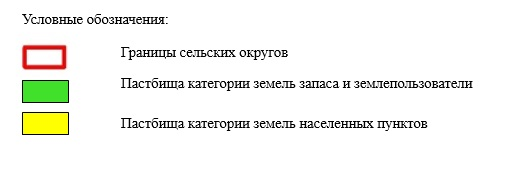 Условные обозначения:
Границы сельских округов
Пастбища категории земель запаса и землепользователи
Пастбища категории земель населенных пунктов